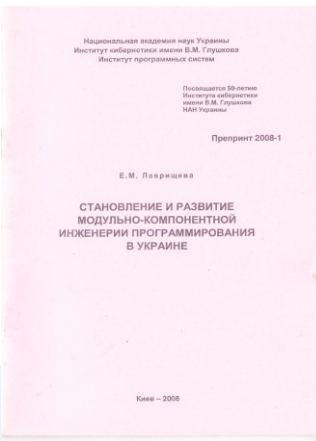 Национальная академия наук Украины
Институт кибернетики имени В.М. Глушкова
Институт программных систем
Посвящается 50-летию
Института кибернетики
имени В.М. Глушкова
НАН Украины
Препринт 2008-1
Е.М. Лаврищева
СТАНОВЛЕНИЕ И РАЗВИТИЕ
МОДУЛЬНО-КОМПОНЕНТНОЙ
ИНЖЕНЕРИИ ПРОГРАММИРОВАНИЯ
В УКРАИНЕ
Киев – 2008